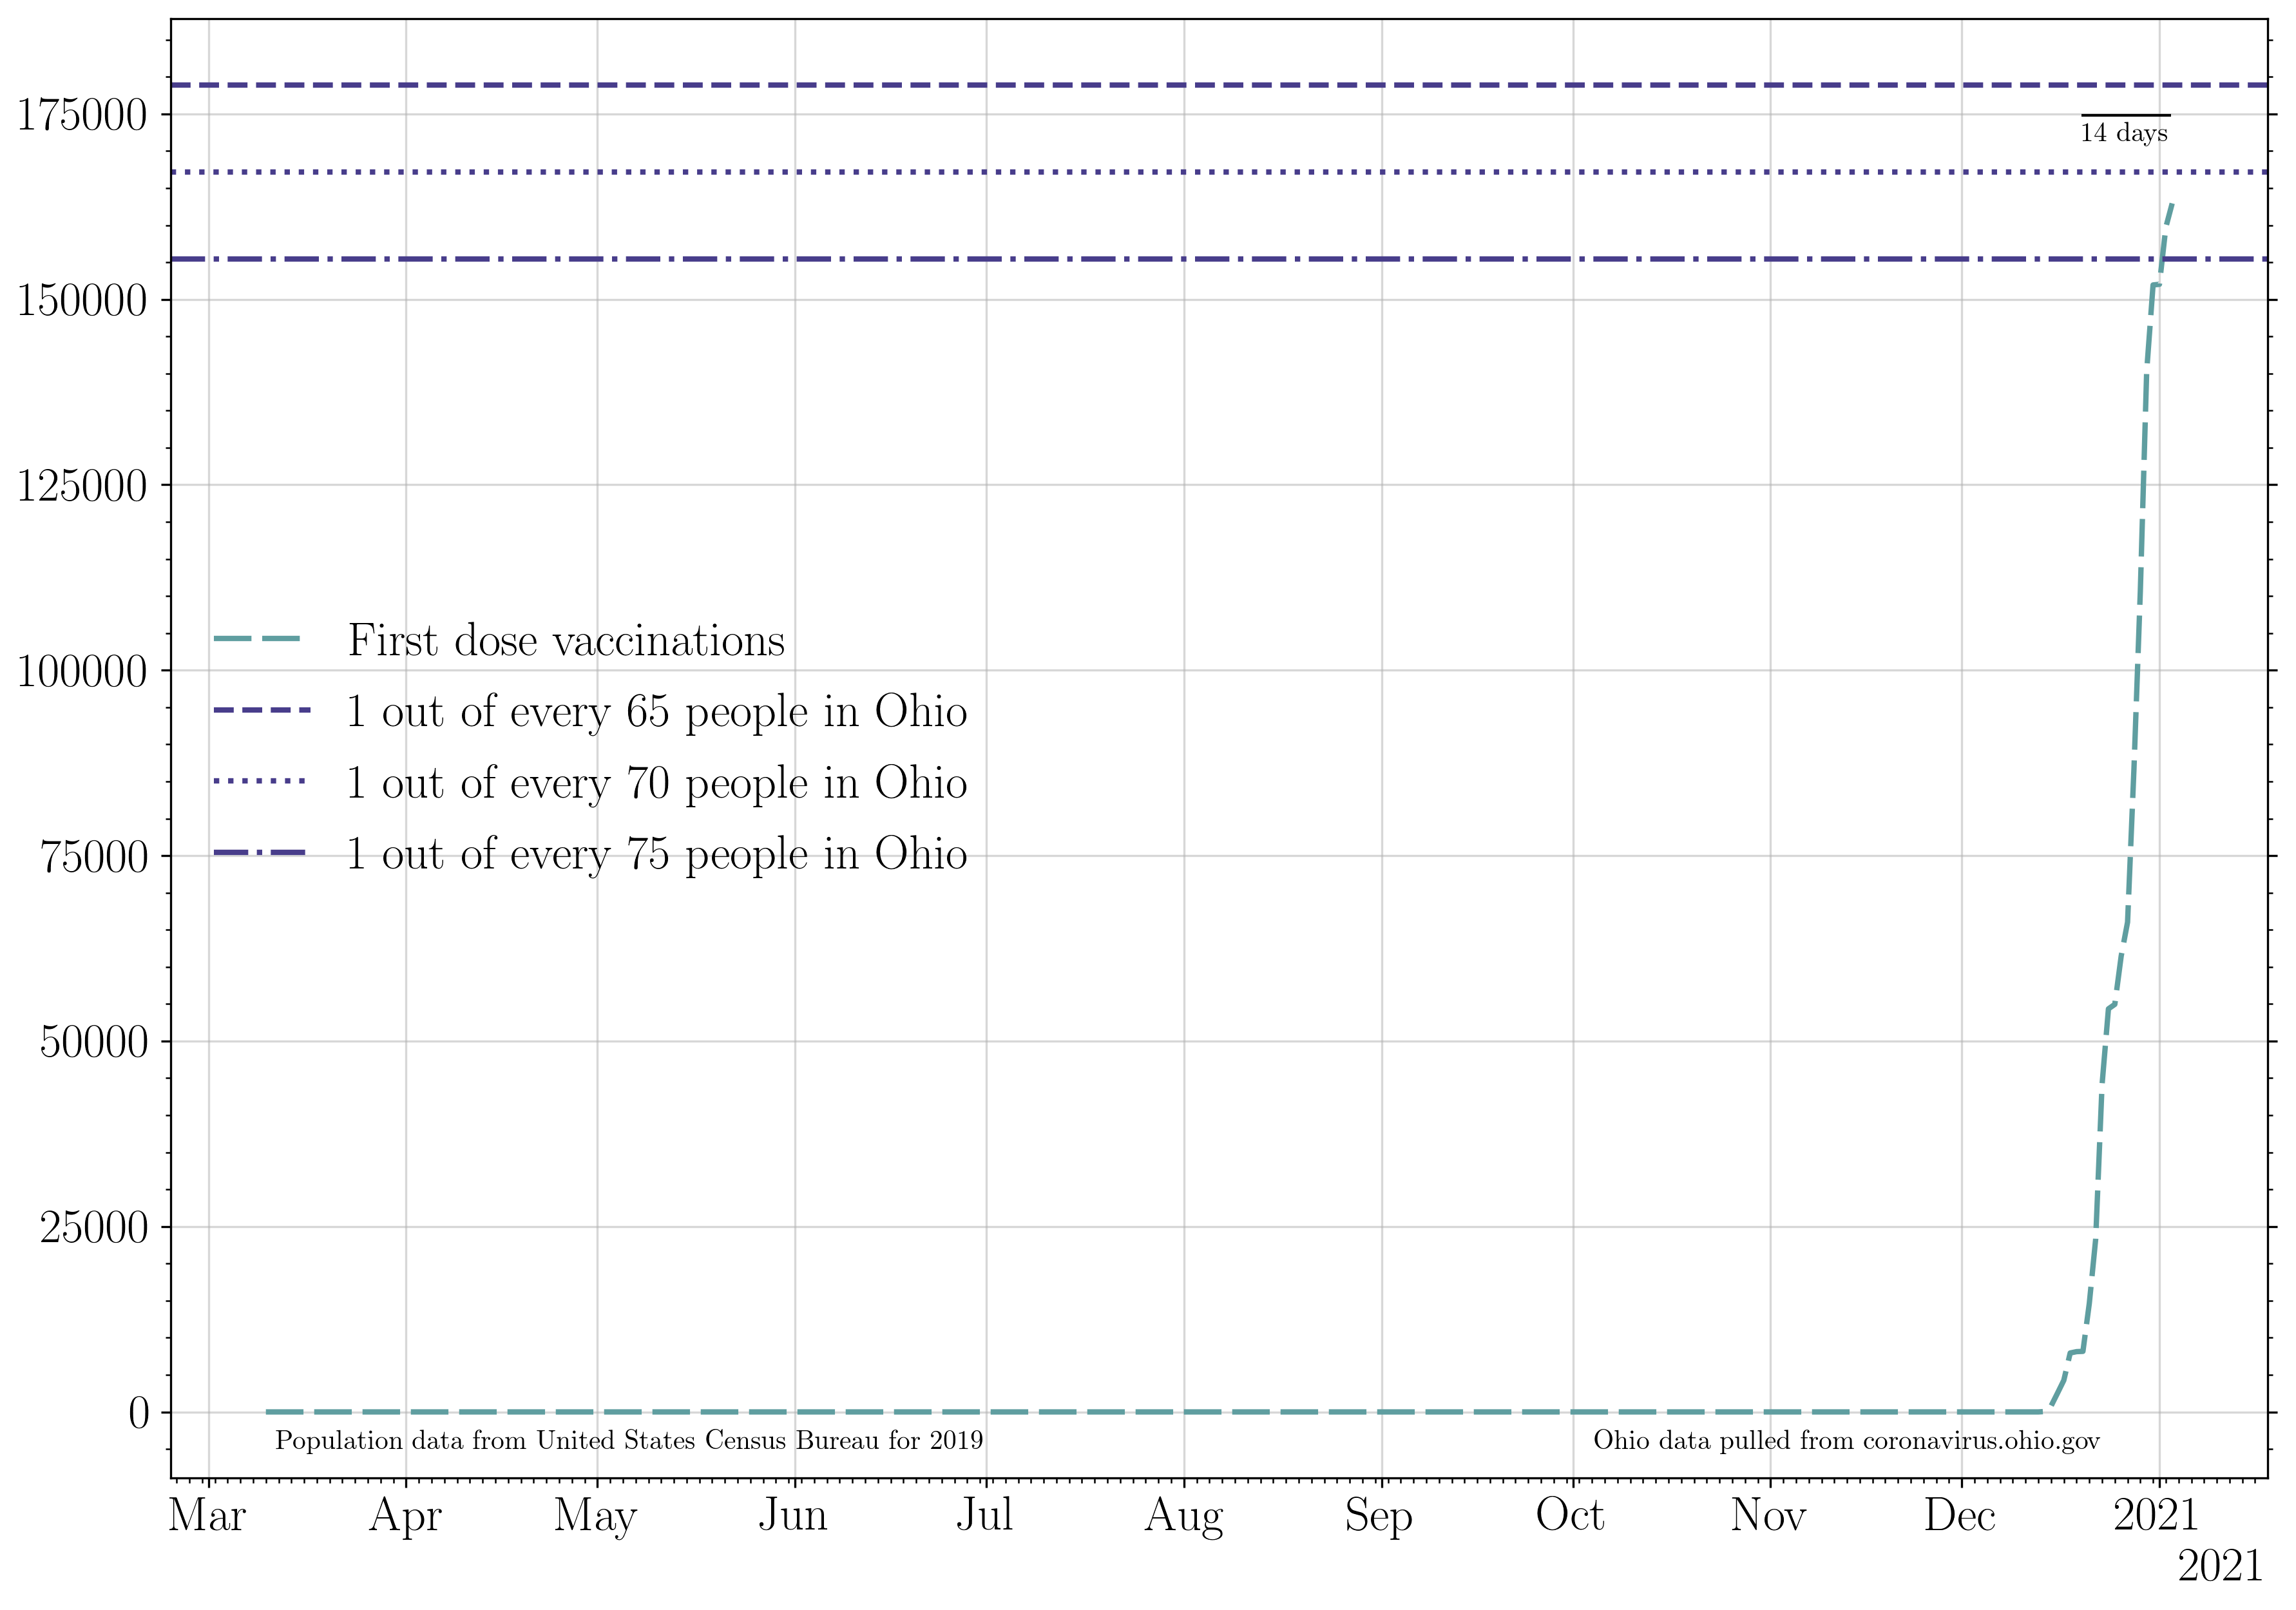 175000
14 days
150000
125000
First dose vaccinations
100000
1 out of every 65 people in Ohio
1 out of every 70 people in Ohio
75000
1 out of every 75 people in Ohio
50000
25000
0
Population data from United States Census Bureau for 2019
Ohio data pulled from coronavirus.ohio.gov
Mar Apr May Jun Jul Aug Sep Oct Nov Dec 2021
2021